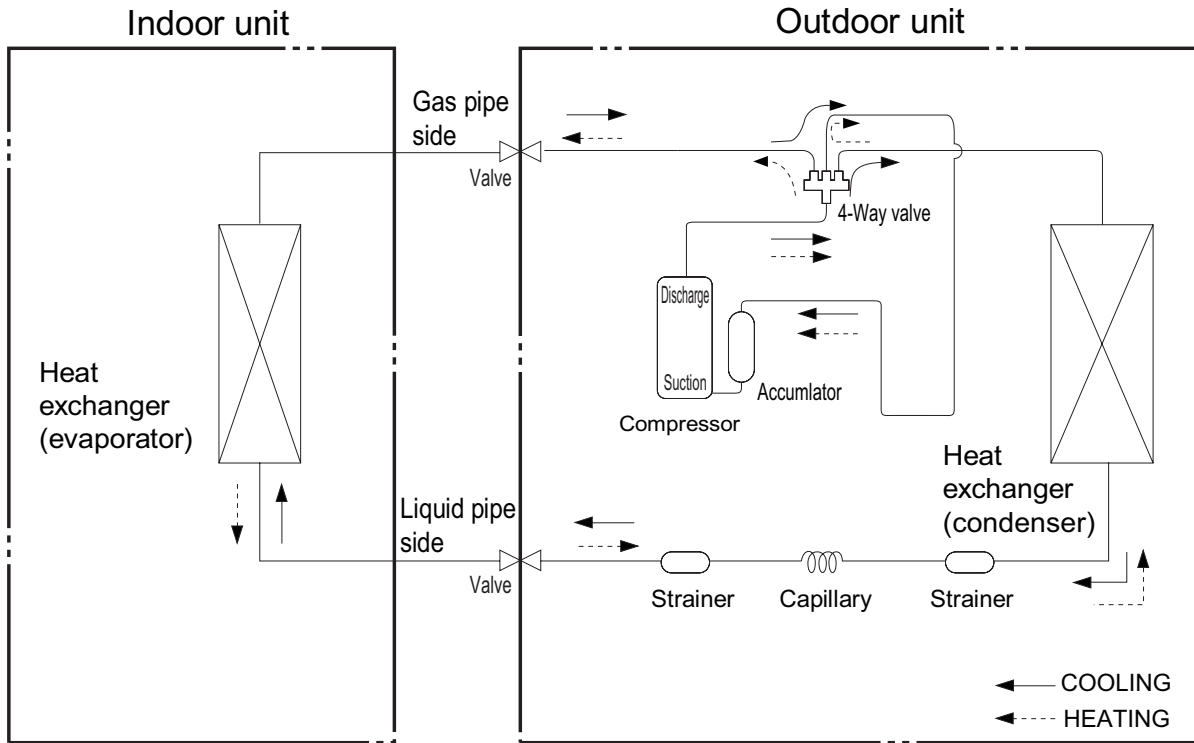 Indoor unit
Outdoor unit
Gas pipe
side
Valve
4-Way valve
Discharge
Suction
Compressor
Accumlator
Heat
exchanger
(evaporator)
Heat
exchanger
(condenser)
Liquid pipe
side
Valve
Strainer
Capillary
Strainer
COOLING
HEATING